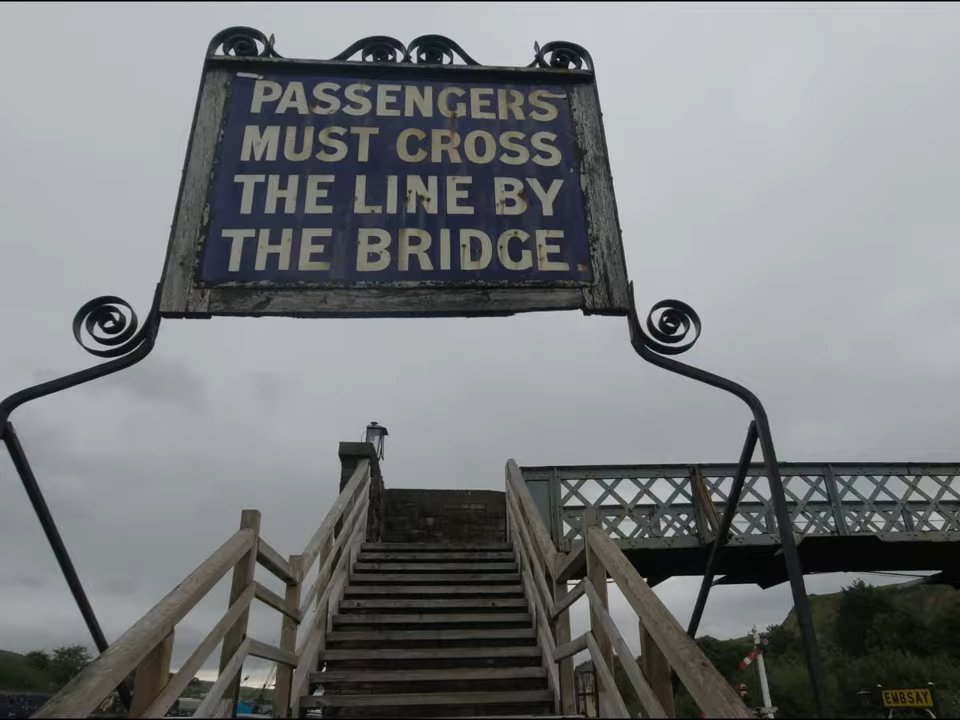 PASSENGERS
MUST CROSS
THE LINE BY
THE BRIDGE.
EMBSAY